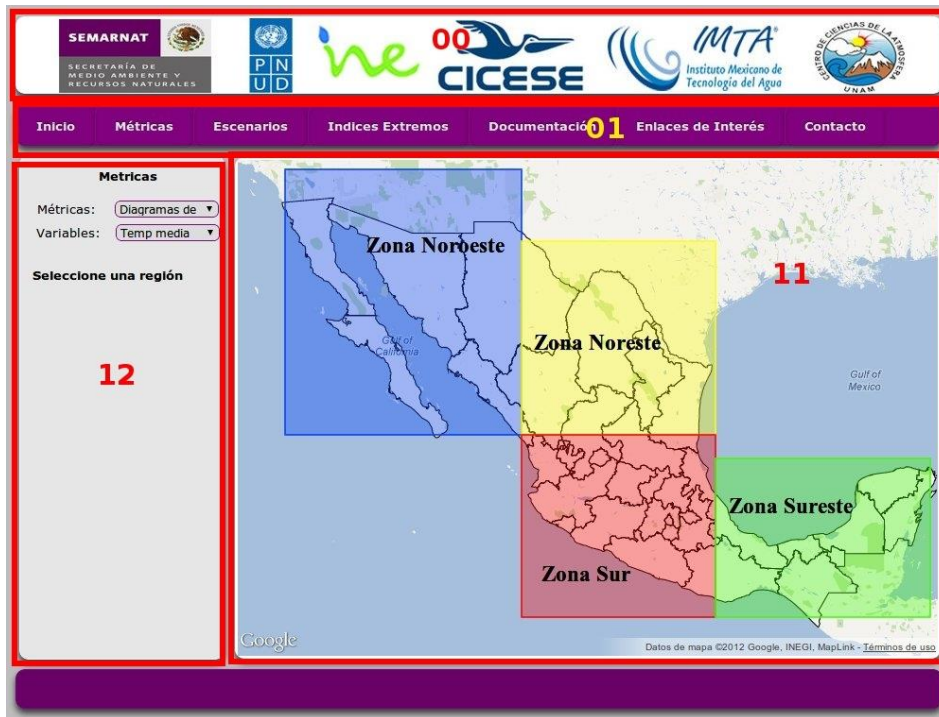 SEMARNAT
SECRETARÍA DE
MEDIO AMBIENTE Y
RECURSOS NATURALES
P N
U D
ine
00
CICESE
IMTA
Instituto Mexicano de
Tecnología del Agua
CENTRO DE CIENCIAS DE LA ATMOSFERA
UNAM
Inicio Métricas Escenarios Indices Extremos Documentación 01 Enlaces de Interés Contacto
Metricas
Métricas: Diagramas de
Variables: Temp media
Seleccione una región
12
Zona Noroeste
11
Gulf of
California
Zona Noreste
Gulf of
Mexico
Zona Sureste
Zona Sur
Google
Datos de mapa ©2012 Google, INEGI, MapLink - Términos de uso